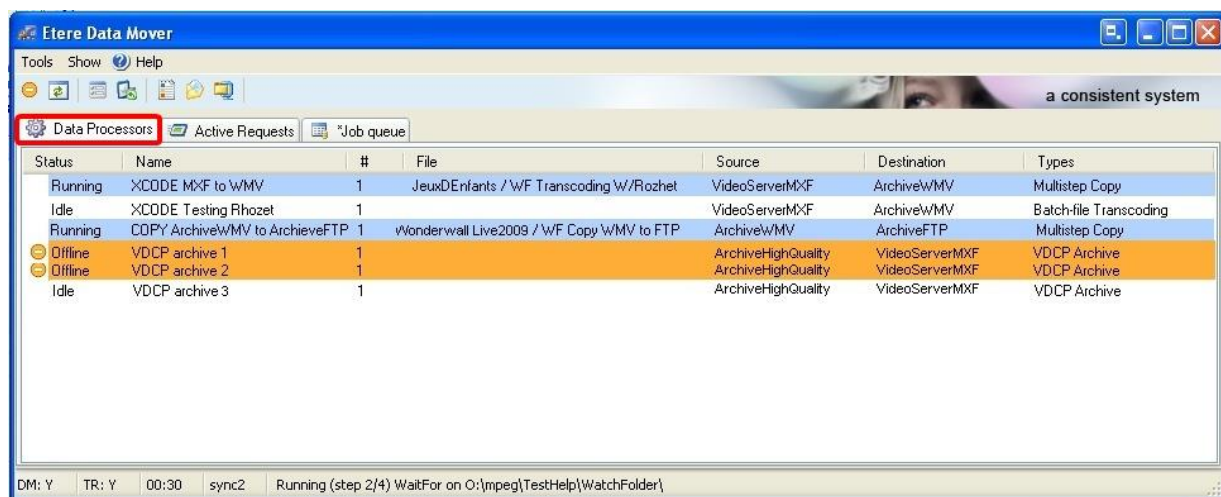 Etere Data Mover
Tools Show Help
a consistent system
Data Processors Active Requests *Job queue
Status Name # File Source Destination Types
Running XCODE MXF to WMV 1 JeuxDEnfants / WF Transcoding W/Rozhet VideoServerMXF ArchiveWMV Multistep Copy
Idle XCODE Testing Rhozet 1 VideoServerMXF ArchiveWMV Batch-file Transcoding
Running COPY ArchiveWMV to ArchieveFTP 1 Wonderwall Live2009 / WF Copy WMV to FTP ArchiveWMV ArchiveFTP Multistep Copy
Offline VDCP archive 1 1 ArchiveHighQuality VideoServerMXF VDCP Archive
Offline VDCP archive 2 1 ArchiveHighQuality VideoServerMXF VDCP Archive
Idle VDCP archive 3 1 ArchiveHighQuality VideoServerMXF VDCP Archive
DM: Y TR: Y 00:30 sync2 Running (step 2/4) WaitFor on O:\mpeg\TestHelp\WatchFolder\